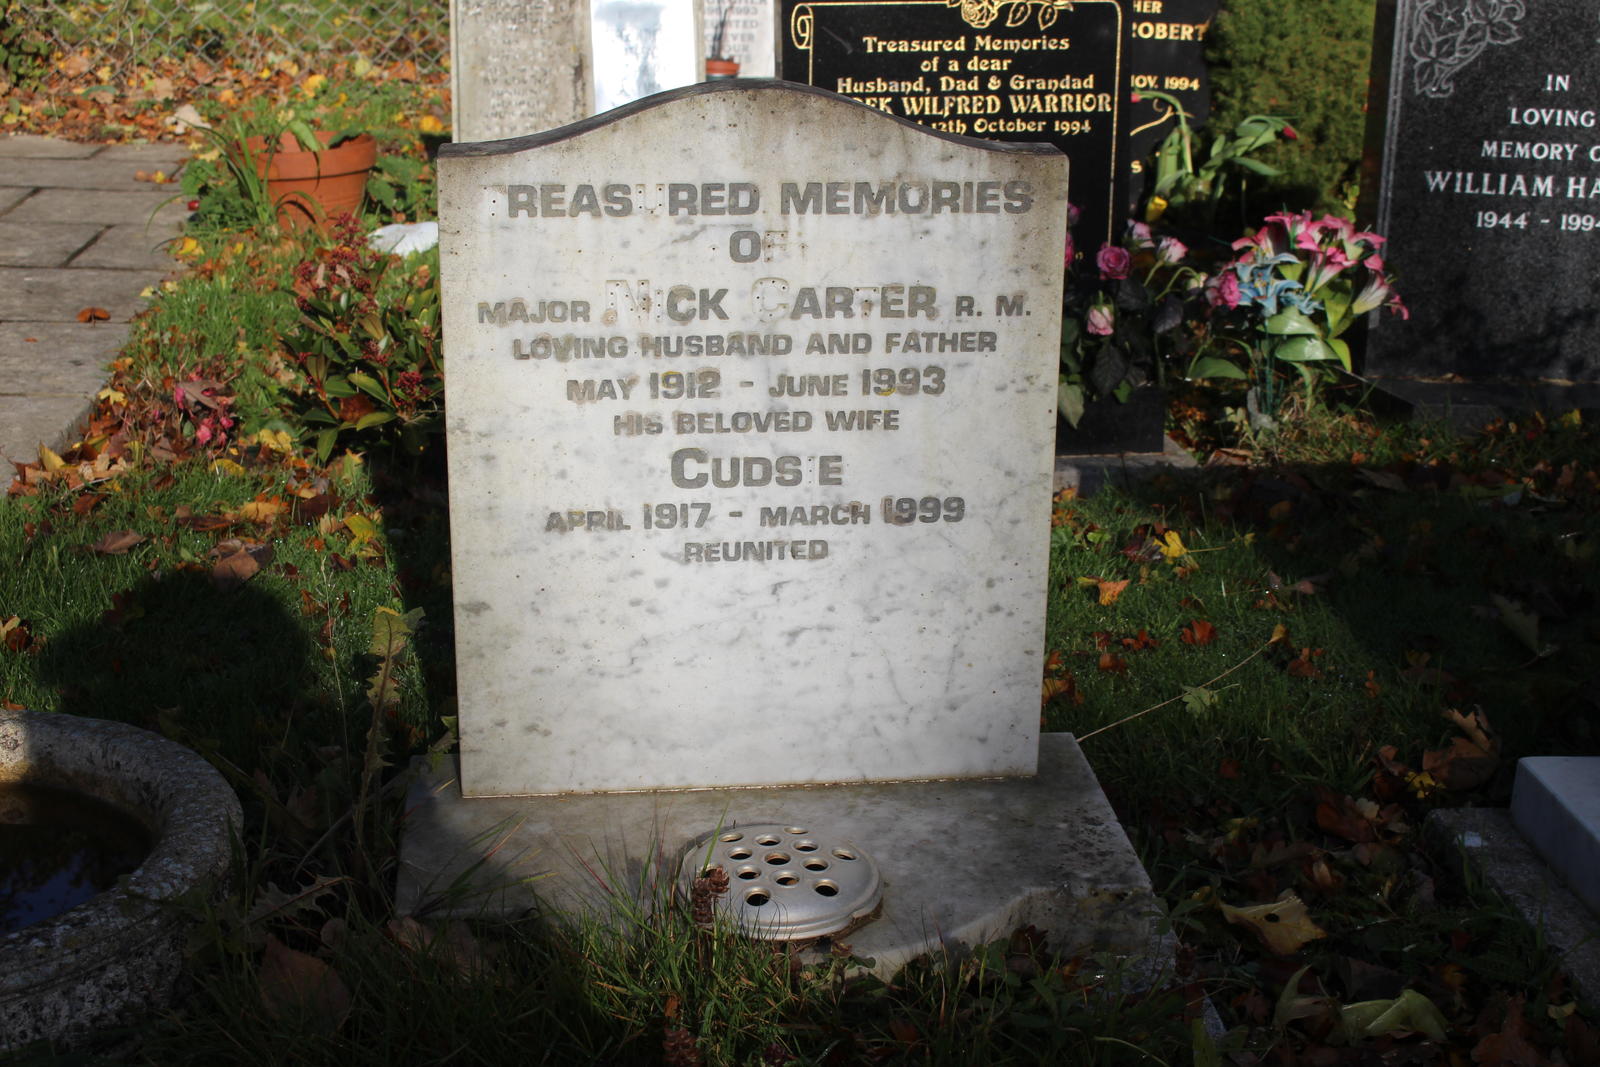 TREASURED MEMORIES
OF
MAJOR NICK CARTER R. M.
LOVING HUSBAND AND FATHER
MAY 1912 - JUNE 1993
HIS BELOVED WIFE
CUDSIE
APRIL 1917 - MARCH 1999
REUNITED
Treasured Memories
of a dear
Husband, Dad & Grandad
WILFRED WARRIOR
12th October 1994
ROBERT
NOV. 1994
IN
LOVING
MEMORY
WILLIAM
1944 - 1994